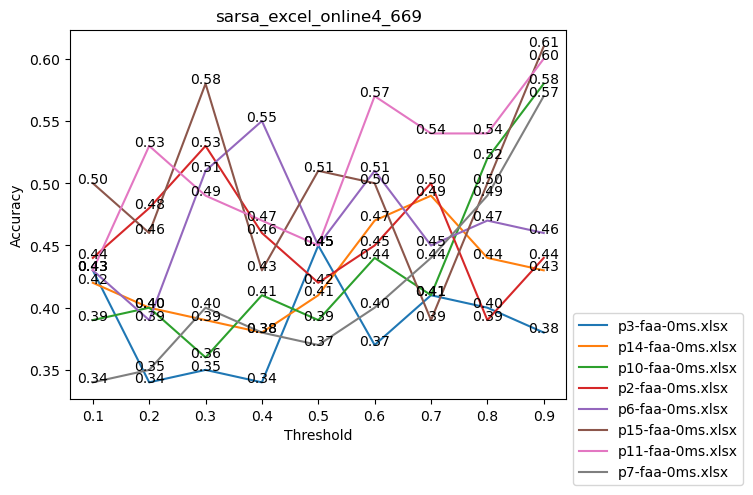 sarsa_excel_online4_669
Accuracy
0.60
0.55
0.50
0.45
0.40
0.35
0.43 0.34 0.35 0.34 0.45 0.37 0.41 0.40 0.38
0.42 0.40 0.39 0.38 0.41 0.47 0.49 0.44 0.43
0.39 0.40 0.36 0.41 0.39 0.44 0.41 0.52 0.58
0.44 0.48 0.53 0.46 0.42 0.45 0.50 0.39 0.44
0.43 0.39 0.51 0.55 0.45 0.51 0.45 0.47 0.46
0.50 0.46 0.58 0.43 0.51 0.50 0.39 0.50 0.61
0.43 0.53 0.49 0.47 0.45 0.57 0.54 0.54 0.60
0.34 0.35 0.40 0.38 0.37 0.40 0.44 0.49 0.57
0.1 0.2 0.3 0.4 0.5 0.6 0.7 0.8 0.9
Threshold
p3-faa-0ms.xlsx
p14-faa-0ms.xlsx
p10-faa-0ms.xlsx
p2-faa-0ms.xlsx
p6-faa-0ms.xlsx
p15-faa-0ms.xlsx
p11-faa-0ms.xlsx
p7-faa-0ms.xlsx